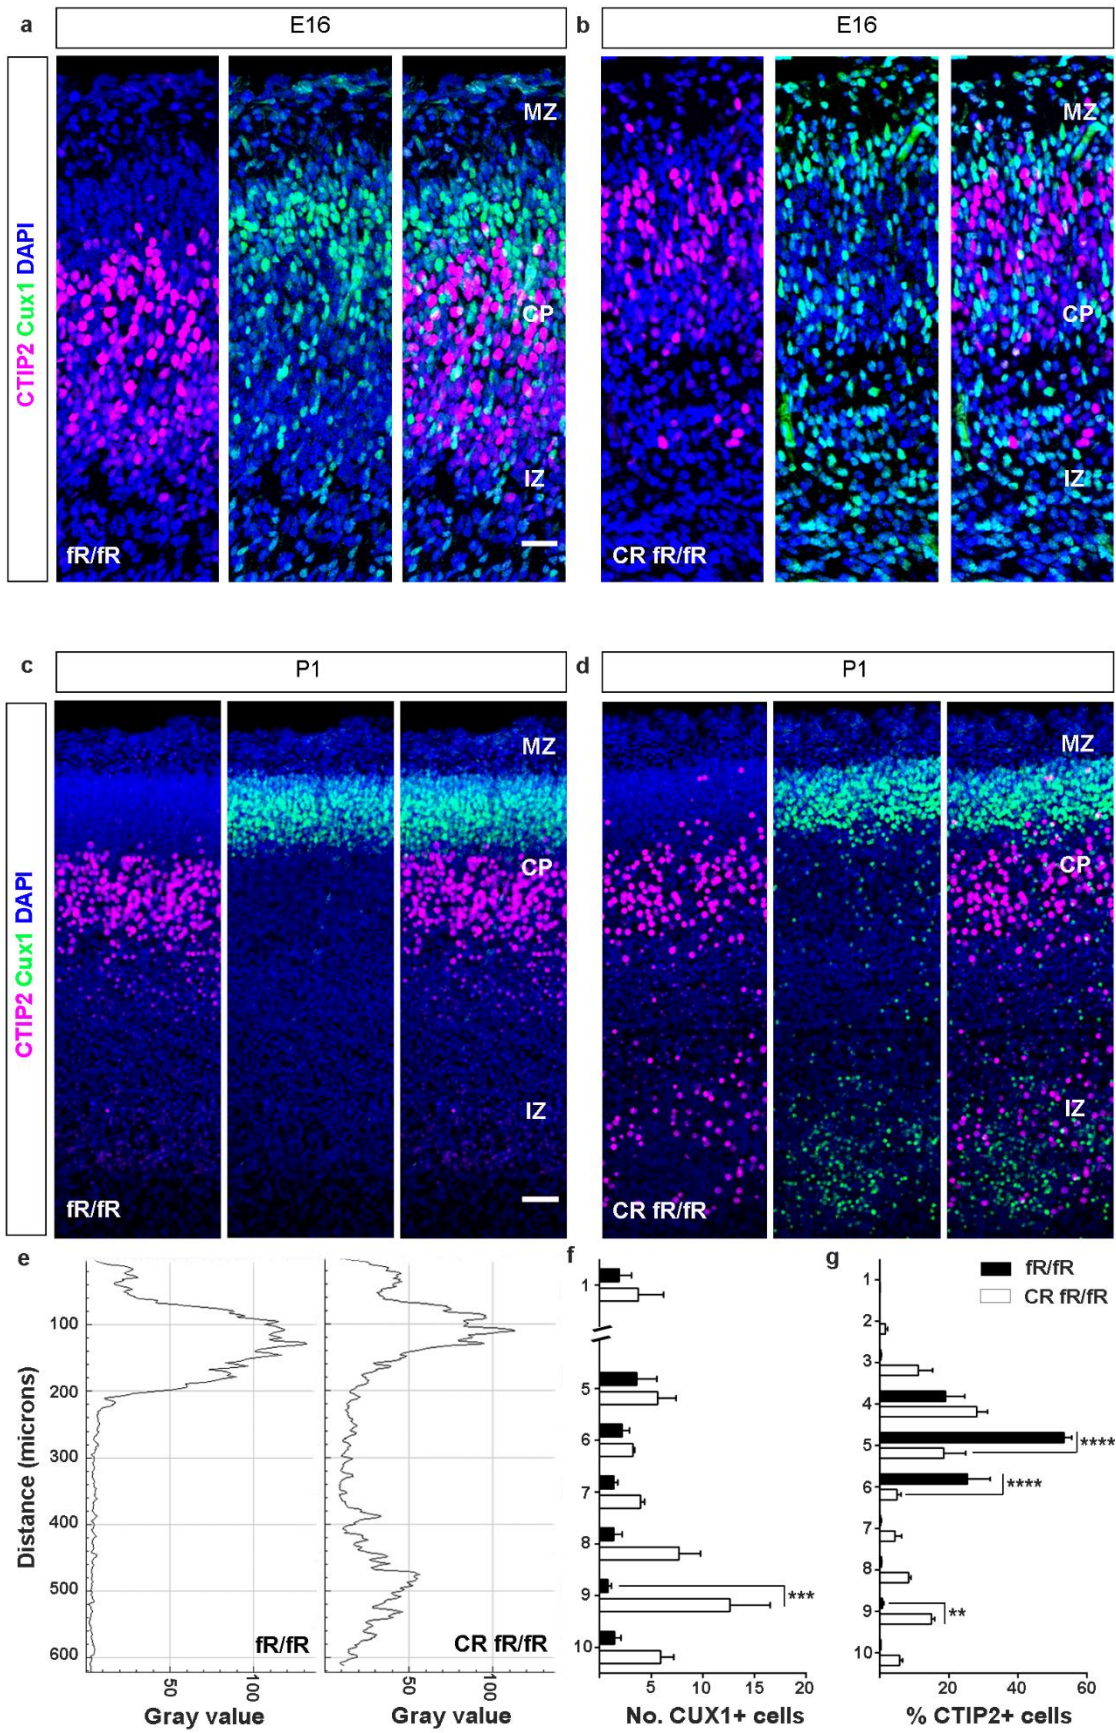 a
E16
b
E16
CTIP2 Cux1 DAPI
MZ
CP
IZ
fR/fR
MZ
CP
IZ
CR fR/fR
c
P1
d
P1
CTIP2 Cux1 DAPI
MZ
CP
IZ
fR/fR
MZ
CP
IZ
CR fR/fR
e
Distance (microns)
100
200
300
400
500
600
fR/fR
50
100
Gray value
CR fR/fR
50
100
Gray value
f
1
5
6
7
8
9
10
***
5
10
15
20
No. CUX1+ cells
g
fR/fR
CR fR/fR
1
2
3
4
5
6
7
8
9
10
****
****
**
0
20
40
60
% CTIP2+ cells